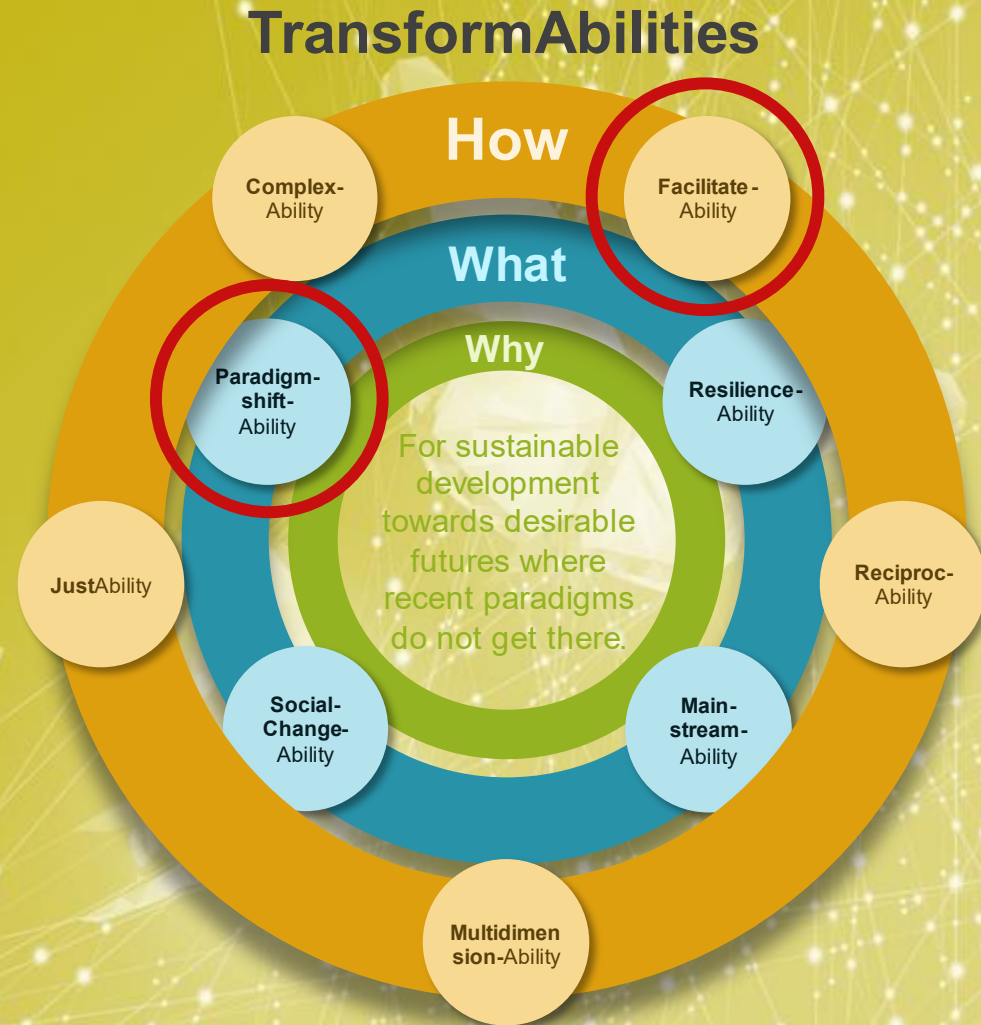 TransformAbilities
How
Complex-
Ability
Facilitate-
Ability
What
Paradigm-
shift-
Ability
Why
Resilience-
Ability
For sustainable
development
towards desirable
futures where
recent paradigms
do not get there.
JustAbility
Reciproc-
Ability
Social-
Change-
Ability
Main-
stream-
Ability
Multidimen
sion-Ability